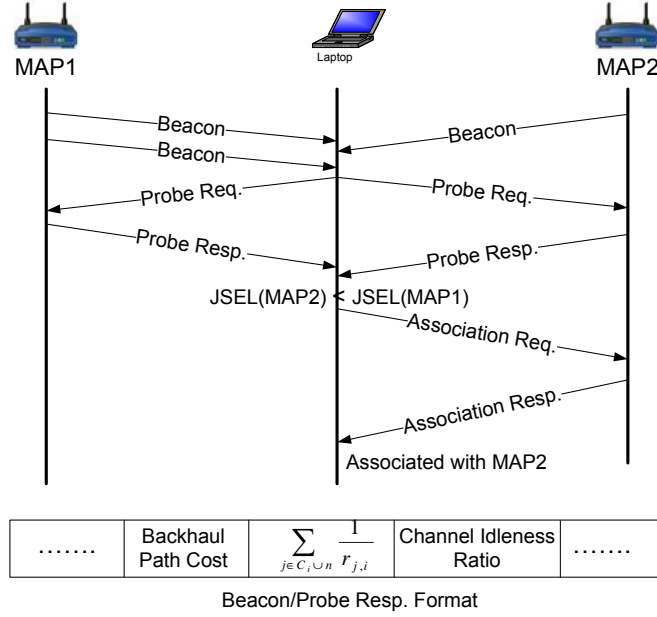 MAP1
Laptop
MAP2
Beacon
Beacon
Beacon
Probe Req.
Probe Req.
Probe Resp.
Probe Resp.
JSEL(MAP2) < JSEL(MAP1)
Association Req.
Association Resp.
Associated with MAP2
.......
Backhaul
Path Cost
∑_{j∈C_i∪n} 1/r_{j,i}
Channel Idleness
Ratio
.......
Beacon/Probe Resp. Format